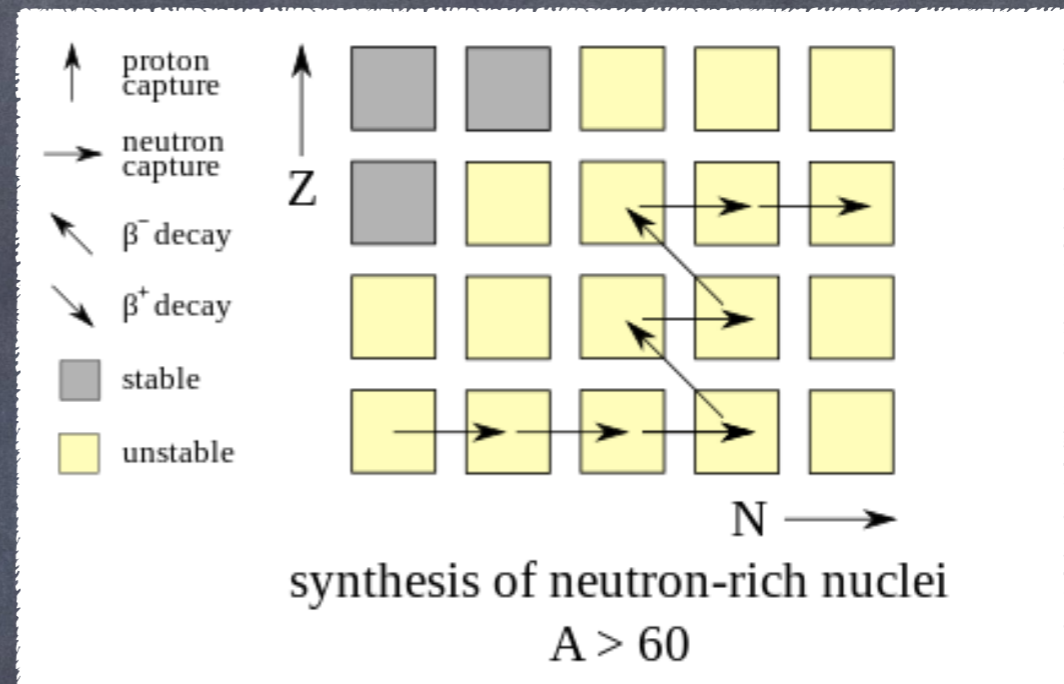 proton
capture
neutron
capture
β⁻ decay
β⁺ decay
stable
unstable
Z
N
synthesis of neutron-rich nuclei
A > 60